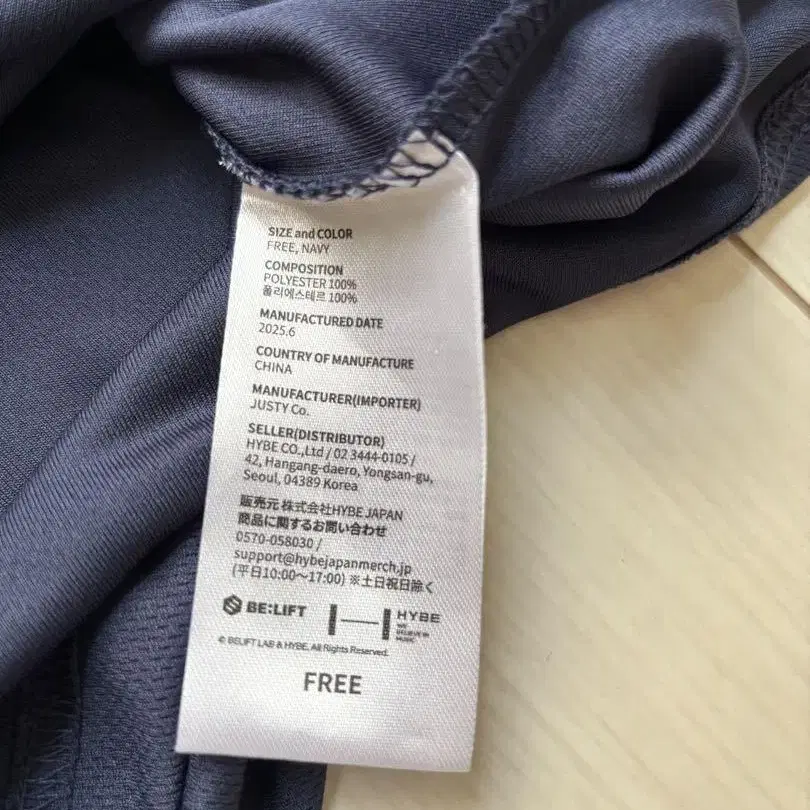 SIZE and COLOR
FREE, NAVY
COMPOSITION
POLYESTER 100%
폴리에스테르 100%
MANUFACTURED DATE
2025.6
COUNTRY OF MANUFACTURE
CHINA
MANUFACTURER(IMPORTER)
JUSTY Co.
SELLER(DISTRIBUTOR)
HYBE CO.,Ltd / 02 3444-0105 /
42, Hangang-daero, Yongsan-gu,
Seoul, 04389 Korea
販売元 株式会社HYBE JAPAN
商品に関するお問い合わせ
0570-058030 /
support@hybejapanmerch.jp
(平日10:00～17:00) ※土日祝日除く
BE:LIFT
HYBE
WE
BELIEVE IN
MUSIC
© BELIFT LAB & HYBE. All Rights Reserved.
FREE